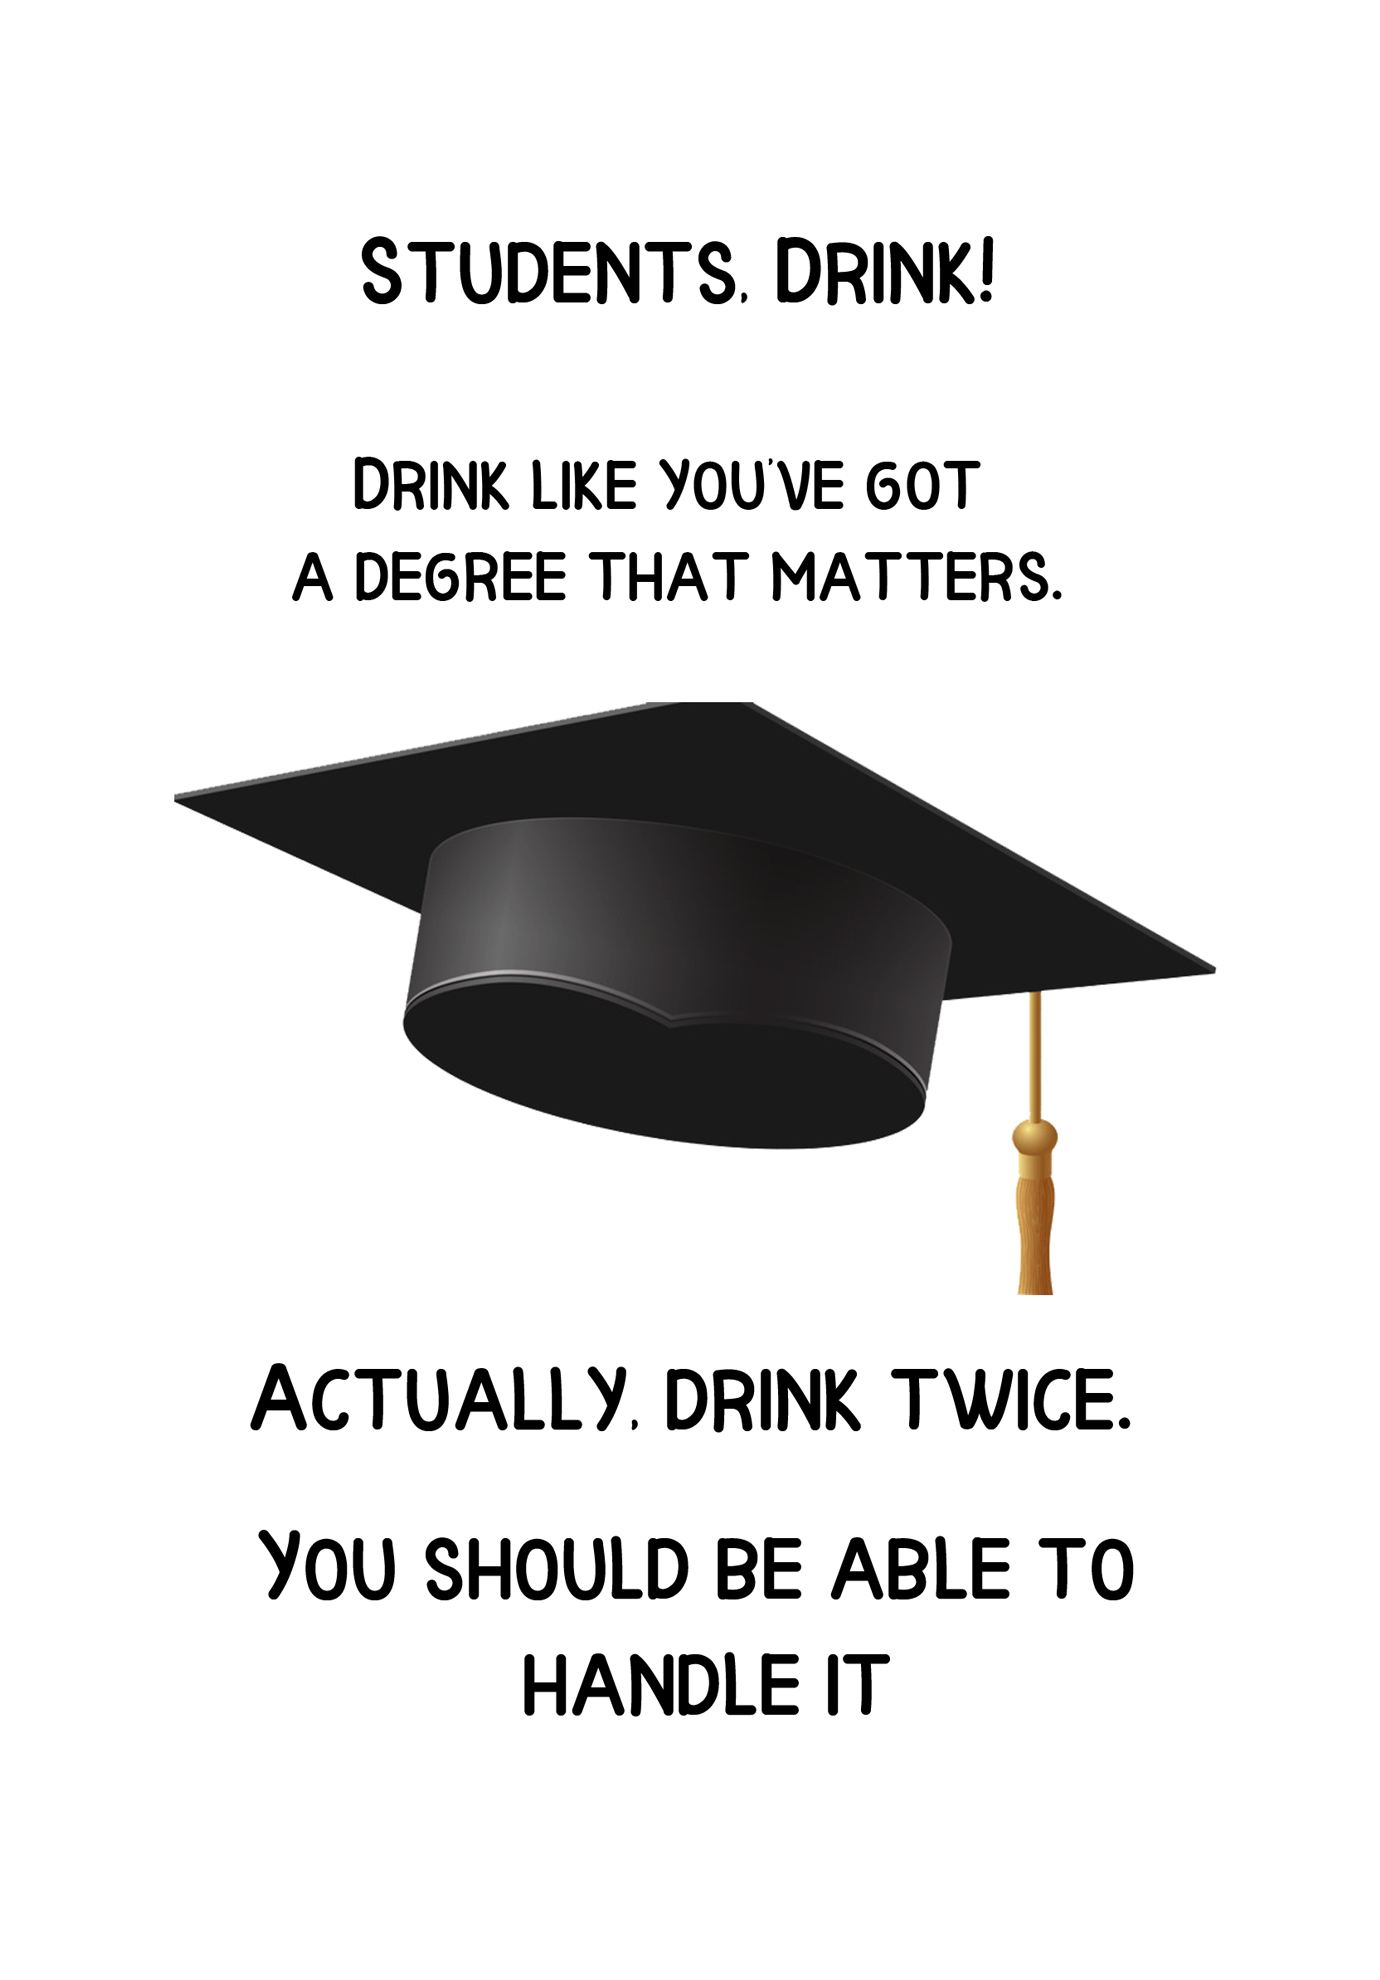 Students, Drink!
Drink like you've got
a degree that matters.
Actually, drink twice.
You should be able to
handle it